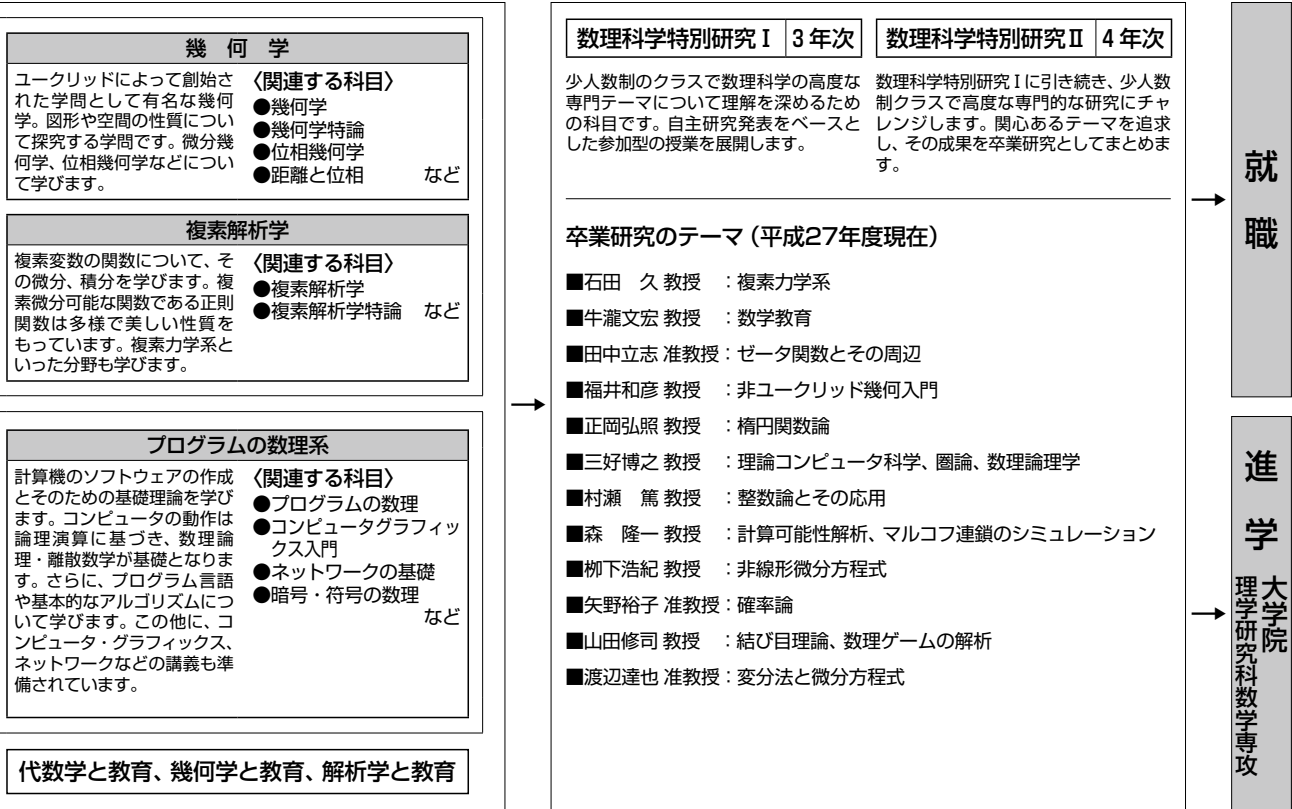 幾 何 学
ユークリッドによって創始さ
れた学問として有名な幾何
学。図形や空間の性質につい
て探究する学問です。微分幾
何学、位相幾何学などについ
て学びます。
〈関連する科目〉
●幾何学
●幾何学特論
●位相幾何学
●距離と位相 など
複素解析学
複素変数の関数について、そ
の微分、積分を学びます。複
素微分可能な関数である正則
関数は多様で美しい性質を
もっています。複素力学系と
いった分野も学びます。
〈関連する科目〉
●複素解析学
●複素解析学特論 など
プログラムの数理系
計算機のソフトウェアの作成
とそのための基礎理論を学び
ます。コンピュータの動作は
論理演算に基づき、数理論
理・離散数学が基礎となりま
す。さらに、プログラム言語
や基本的なアルゴリズムにつ
いて学びます。この他に、コ
ンピュータ・グラフィックス、
ネットワークなどの講義も準
備されています。
〈関連する科目〉
●プログラムの数理
●コンピュータグラフィッ
クス入門
●ネットワークの基礎
●暗号・符号の数理
など
代数学と教育、幾何学と教育、解析学と教育
→
数理科学特別研究Ⅰ 3年次
少人数制のクラスで数理科学の高度な
専門テーマについて理解を深めるため
の科目です。自主研究発表をベースと
した参加型の授業を展開します。
数理科学特別研究Ⅱ 4年次
数理科学特別研究Ⅰに引き続き、少人数
制クラスで高度な専門的な研究にチャ
レンジします。関心あるテーマを追求
し、その成果を卒業研究としてまとめま
す。
卒業研究のテーマ(平成27年度現在)
■石田 久 教授 :複素力学系
■牛瀧文宏 教授 :数学教育
■田中立志 准教授:ゼータ関数とその周辺
■福井和彦 教授 :非ユークリッド幾何入門
■正岡弘照 教授 :楕円関数論
■三好博之 教授 :理論コンピュータ科学、圏論、数理論理学
■村瀬 篤 教授 :整数論とその応用
■森 隆一 教授 :計算可能性解析、マルコフ連鎖のシミュレーション
■柳下浩紀 教授 :非線形微分方程式
■矢野裕子 准教授:確率論
■山田修司 教授 :結び目理論、数理ゲームの解析
■渡辺達也 准教授:変分法と微分方程式
→
就職
→
進学
大学院
理学研究科数学専攻